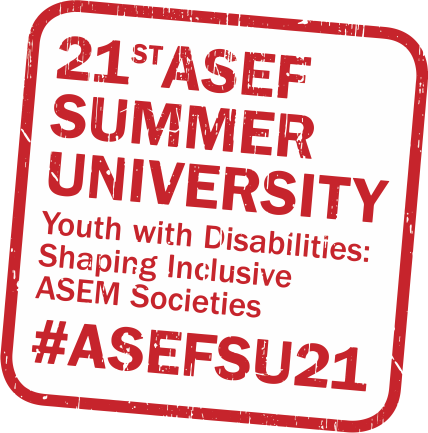 21ST ASEF
SUMMER
UNIVERSITY
Youth with Disabilities:
Shaping Inclusive
ASEM Societies
#ASEFSU21